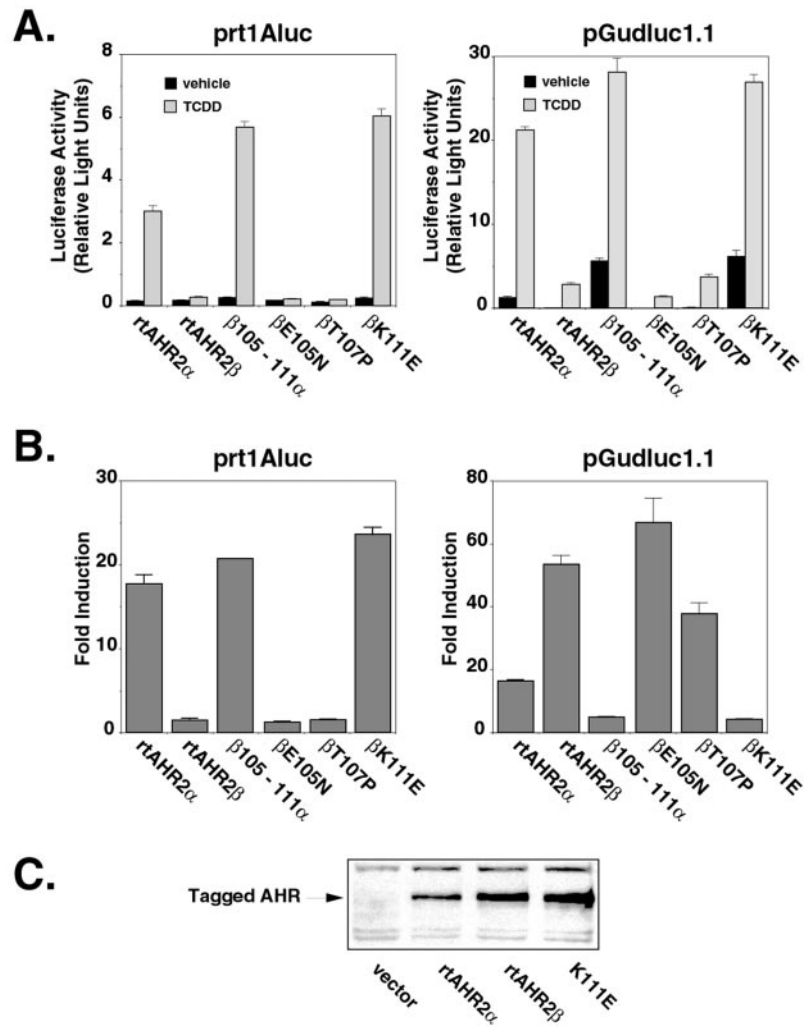 A.
prt1Aluc
Luciferase Activity
(Relative Light Units)
8
6
4
2
0
vehicle
TCDD
rtAHR2α
rtAHR2β
β105 - 111α
βE105N
βT107P
βK111E
pGudluc1.1
Luciferase Activity
(Relative Light Units)
30
20
10
0
vehicle
TCDD
rtAHR2α
rtAHR2β
β105 - 111α
βE105N
βT107P
βK111E
B.
prt1Aluc
Fold Induction
30
20
10
0
rtAHR2α
rtAHR2β
β105 - 111α
βE105N
βT107P
βK111E
pGudluc1.1
Fold Induction
80
60
40
20
0
rtAHR2α
rtAHR2β
β105 - 111α
βE105N
βT107P
βK111E
C.
Tagged AHR
vector
rtAHR2α
rtAHR2β
K111E